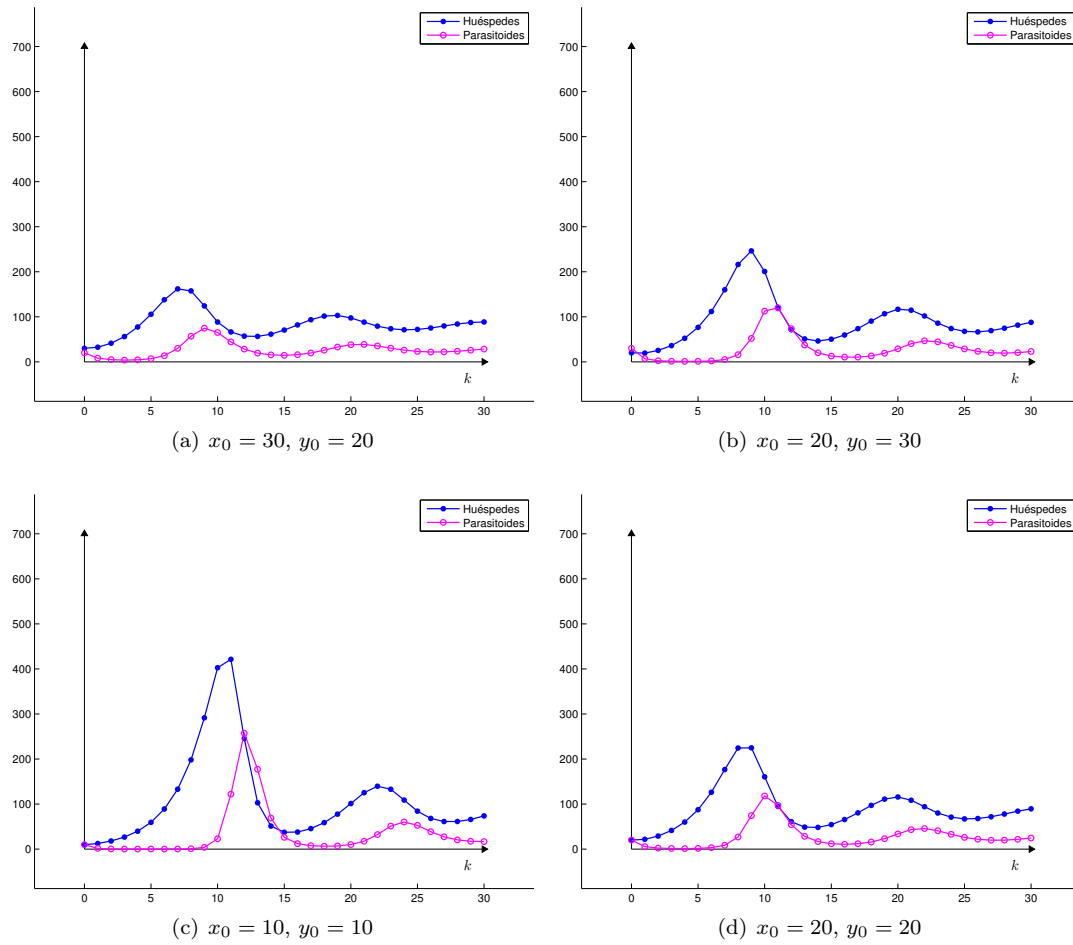 Huéspedes
Parasitoides
700
600
500
400
300
200
100
0
k
0 5 10 15 20 25 30
(a) x₀ = 30, y₀ = 20
Huéspedes
Parasitoides
700
600
500
400
300
200
100
0
k
0 5 10 15 20 25 30
(b) x₀ = 20, y₀ = 30
Huéspedes
Parasitoides
700
600
500
400
300
200
100
0
k
0 5 10 15 20 25 30
(c) x₀ = 10, y₀ = 10
Huéspedes
Parasitoides
700
600
500
400
300
200
100
0
k
0 5 10 15 20 25 30
(d) x₀ = 20, y₀ = 20